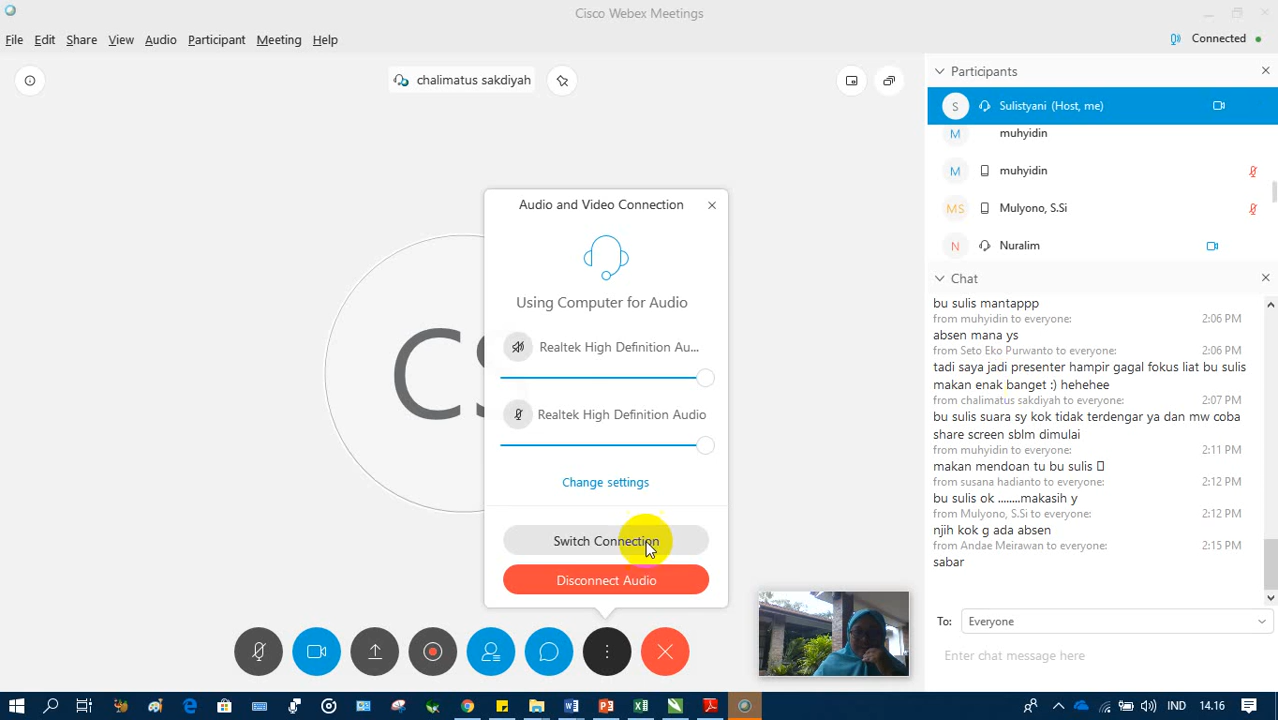 Cisco Webex Meetings
File Edit Share View Audio Participant Meeting Help
Connected
chalimatus sakdiyah
CS
Audio and Video Connection
Using Computer for Audio
Realtek High Definition Au...
Realtek High Definition Audio
Change settings
Switch Connection
Disconnect Audio
Participants
S Sulistyani (Host, me)
M muhyidin
M muhyidin
MS Mulyono, S.Si
N Nuralim
Chat
bu sulis mantappp
from muhyidin to everyone: 2:06 PM
absen mana ys
from Seto Eko Purwanto to everyone: 2:06 PM
tadi saya jadi presenter hampir gagal fokus liat bu sulis
makan enak banget :) hehehee
from chalimatus sakdiyah to everyone: 2:07 PM
bu sulis suara sy kok tidak terdengar ya dan mw coba
share screen sblm dimulai
from muhyidin to everyone: 2:11 PM
makan mendoan tu bu sulis
from susana hadianto to everyone: 2:12 PM
bu sulis ok ........makasih y
from Mulyono, S.Si to everyone: 2:12 PM
njih kok g ada absen
from Andae Meirawan to everyone: 2:15 PM
sabar
To: Everyone
Enter chat message here
IND 14.16